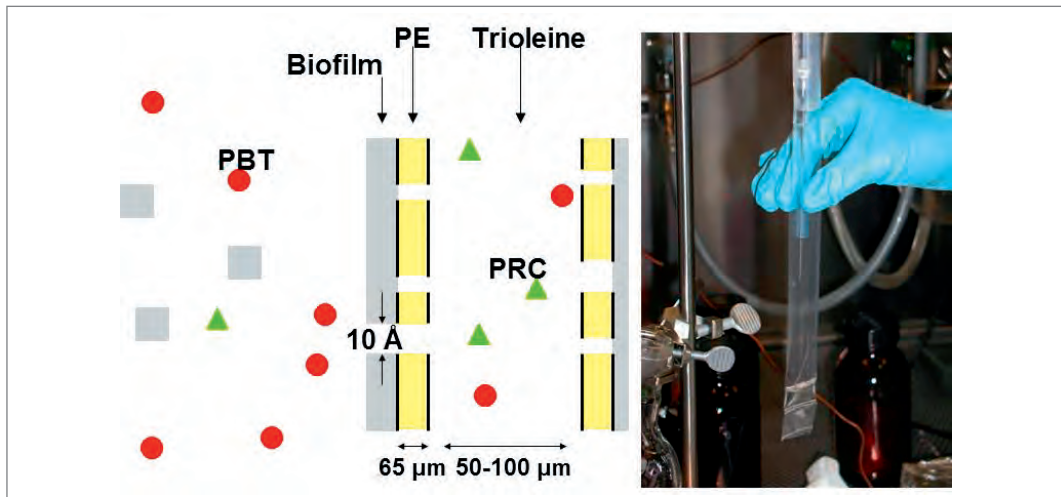 PE
Trioleine
Biofilm
PBT
PRC
10 Å
65 µm
50-100 µm